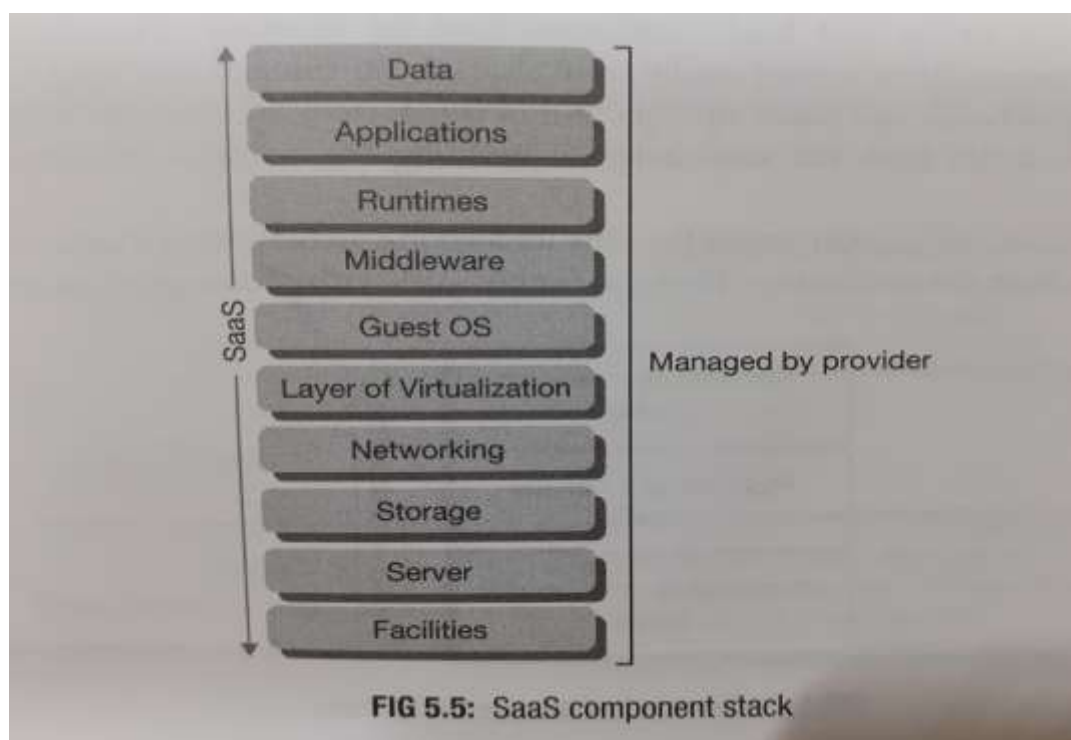 Data
Applications
Runtimes
Middleware
Guest OS
Layer of Virtualization
Networking
Storage
Server
Facilities
SaaS
Managed by provider
FIG 5.5: SaaS component stack